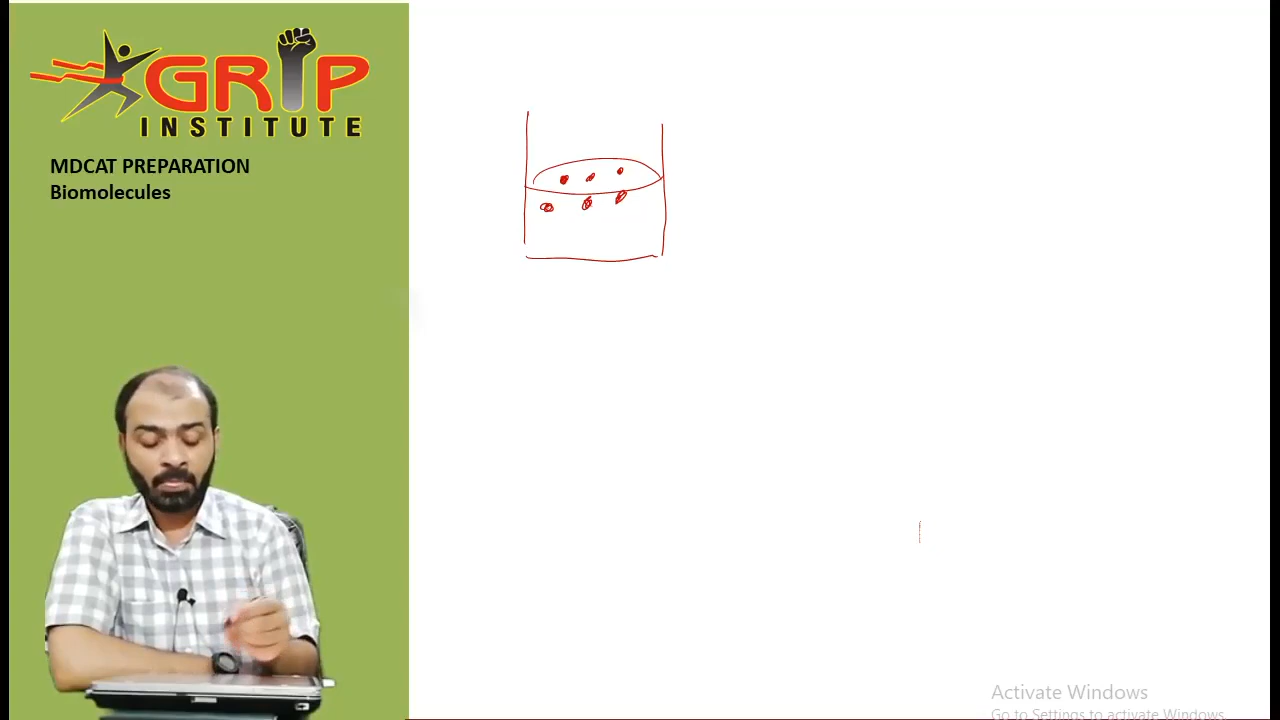 GRIP
INSTITUTE
MDCAT PREPARATION
Biomolecules
Activate Windows
Go to Settings to activate Windows.